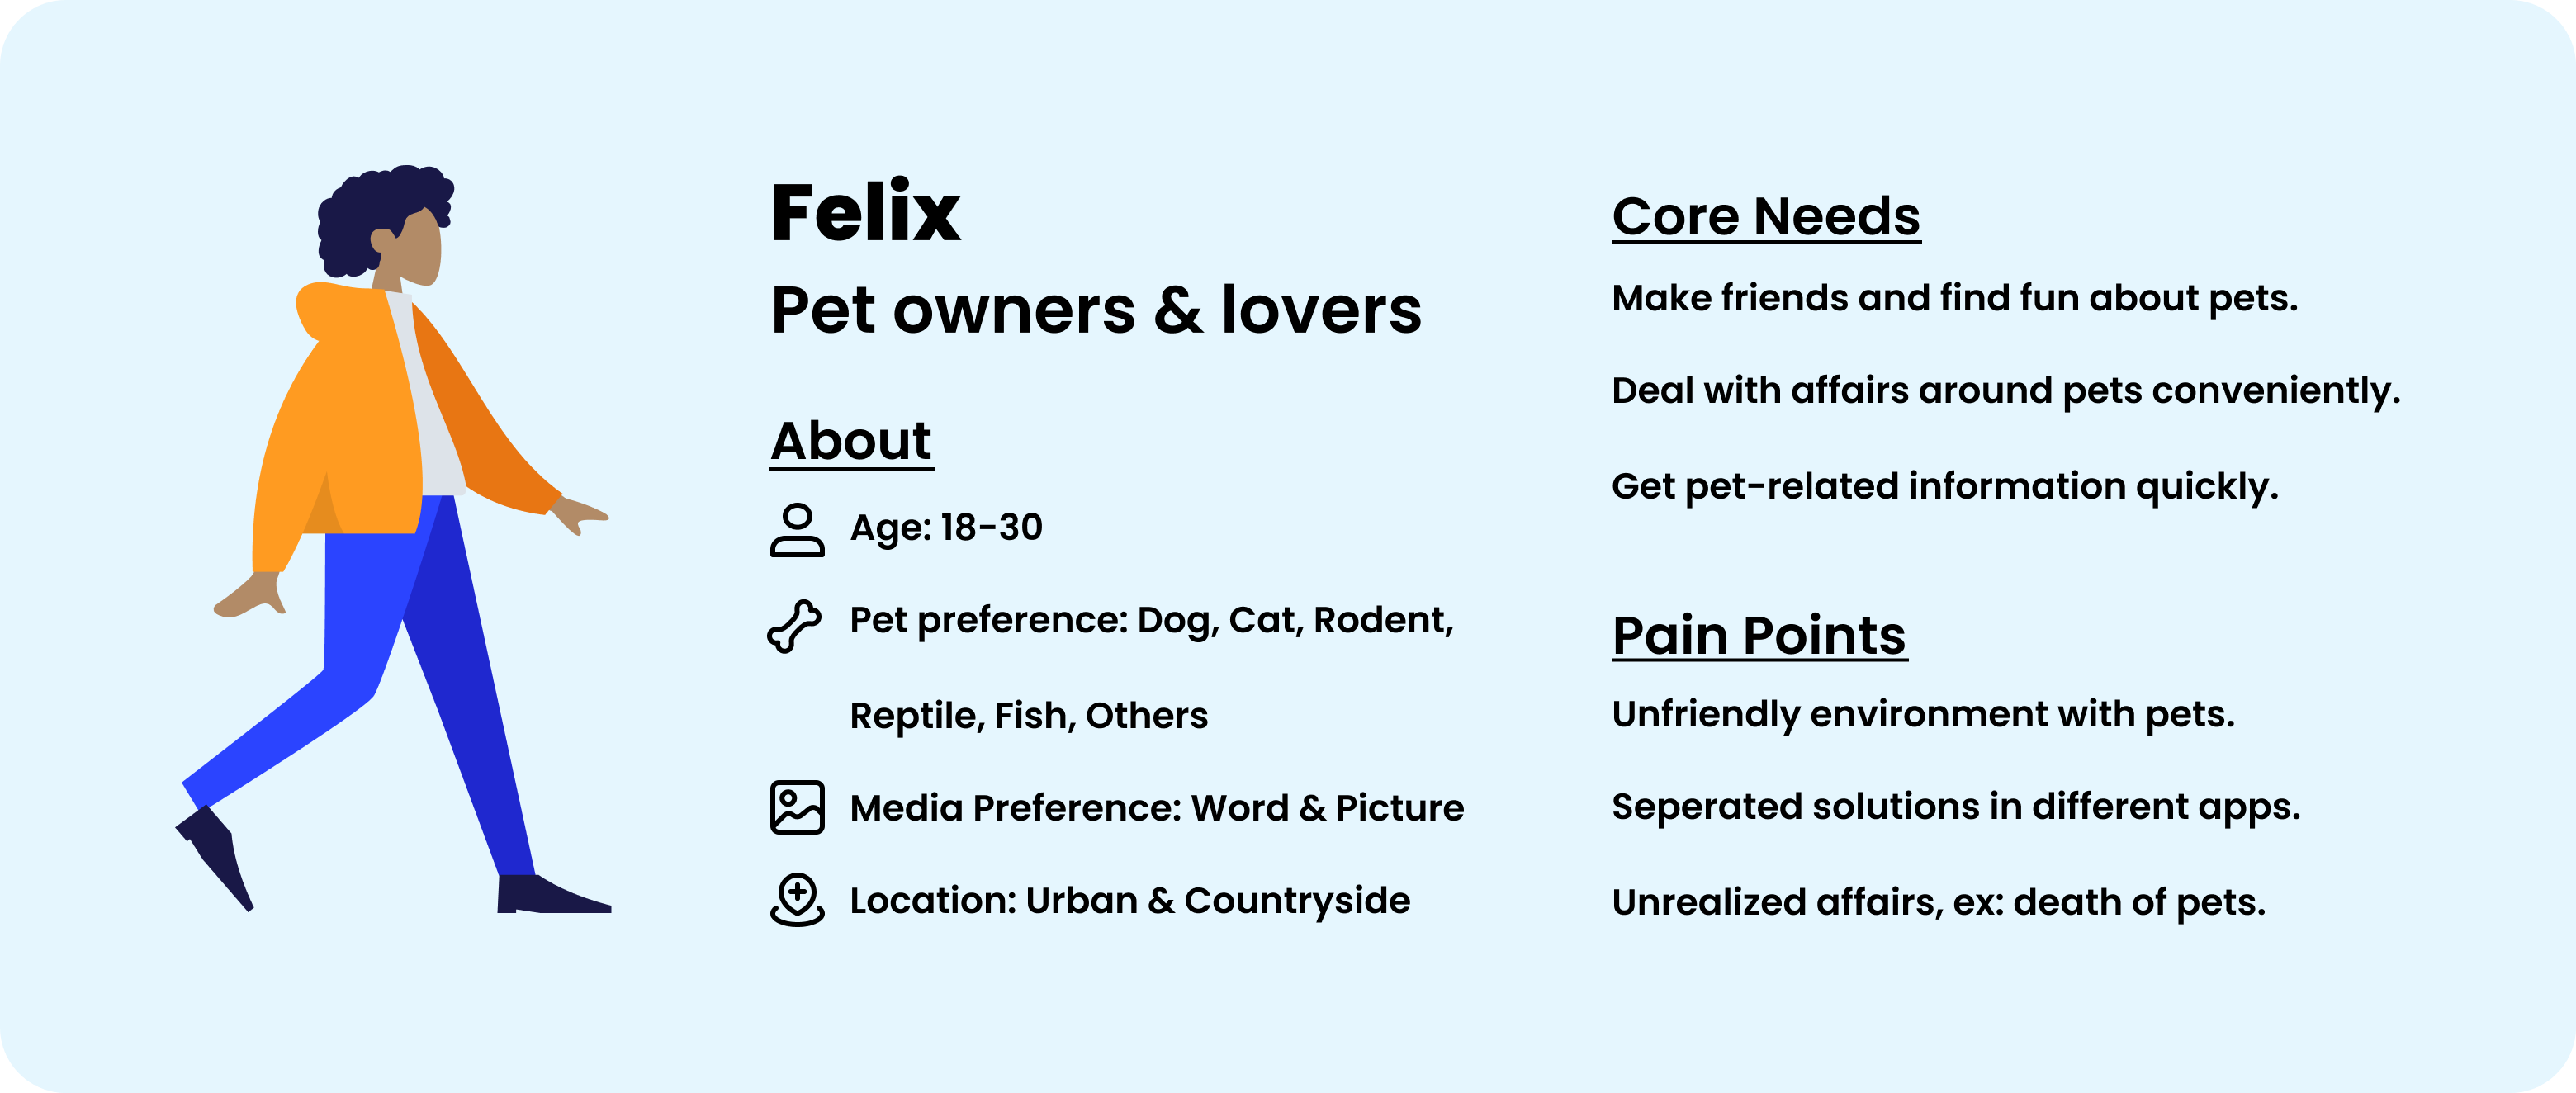 Felix
Pet owners & lovers
About
Age: 18-30
Pet preference: Dog, Cat, Rodent,
Reptile, Fish, Others
Media Preference: Word & Picture
Location: Urban & Countryside
Core Needs
Make friends and find fun about pets.
Deal with affairs around pets conveniently.
Get pet-related information quickly.
Pain Points
Unfriendly environment with pets.
Seperated solutions in different apps.
Unrealized affairs, ex: death of pets.